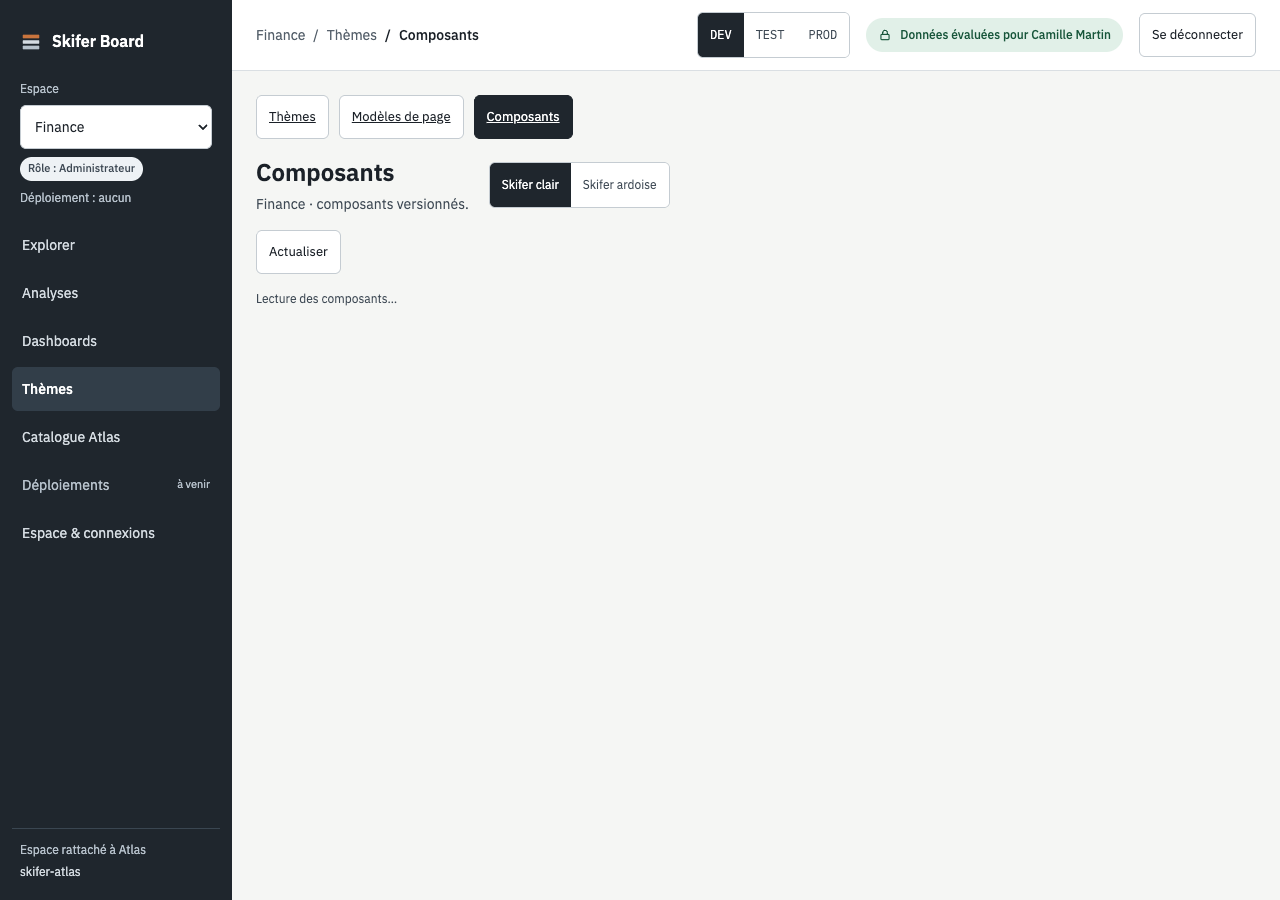 Skifer Board
Espace
Finance
Rôle : Administrateur
Déploiement : aucun
Explorer
Analyses
Dashboards
Thèmes
Catalogue Atlas
Déploiements à venir
Espace & connexions
Espace rattaché à Atlas
skifer-atlas
Finance / Thèmes / Composants
DEV TEST PROD
Données évaluées pour Camille Martin
Se déconnecter
Thèmes Modèles de page Composants
Composants
Finance · composants versionnés.
Skifer clair Skifer ardoise
Actualiser
Lecture des composants…